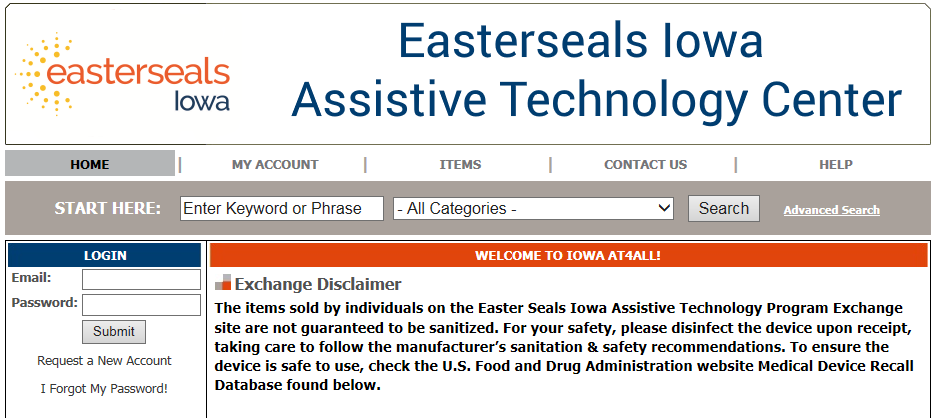 easterseals
Iowa
Easterseals Iowa
Assistive Technology Center
HOME | MY ACCOUNT | ITEMS | CONTACT US | HELP
START HERE: Enter Keyword or Phrase - All Categories - Search Advanced Search
LOGIN
Email:
Password:
Submit
Request a New Account
I Forgot My Password!
WELCOME TO IOWA AT4ALL!
Exchange Disclaimer
The items sold by individuals on the Easter Seals Iowa Assistive Technology Program Exchange
site are not guaranteed to be sanitized. For your safety, please disinfect the device upon receipt,
taking care to follow the manufacturer's sanitation & safety recommendations. To ensure the
device is safe to use, check the U.S. Food and Drug Administration website Medical Device Recall
Database found below.